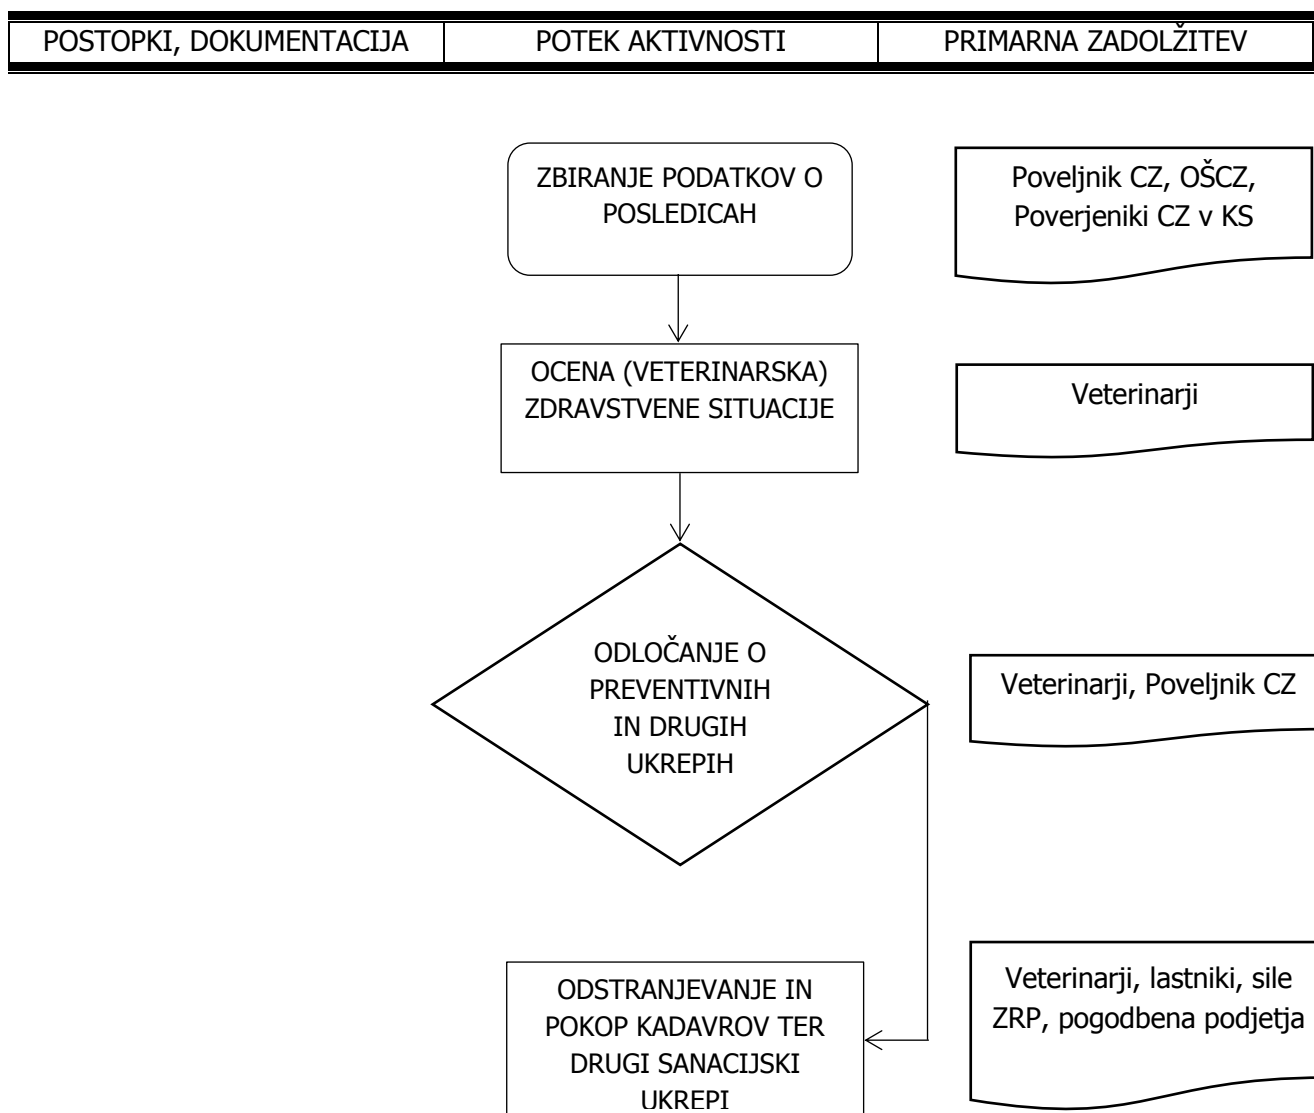 POSTOPKI, DOKUMENTACIJA
POTEK AKTIVNOSTI
PRIMARNA ZADOLŽITEV
ZBIRANJE PODATKOV O
POSLEDICAH
Poveljnik CZ, OŠCZ,
Poverjeniki CZ v KS
OCENA (VETERINARSKA)
ZDRAVSTVENE SITUACIJE
Veterinarji
ODLOČANJE O
PREVENTIVNIH
IN DRUGIH
UKREPIH
Veterinarji, Poveljnik CZ
ODSTRANJEVANJE IN
POKOP KADAVROV TER
DRUGI SANACIJSKI
UKREPI
Veterinarji, lastniki, sile
ZRP, pogodbena podjetja